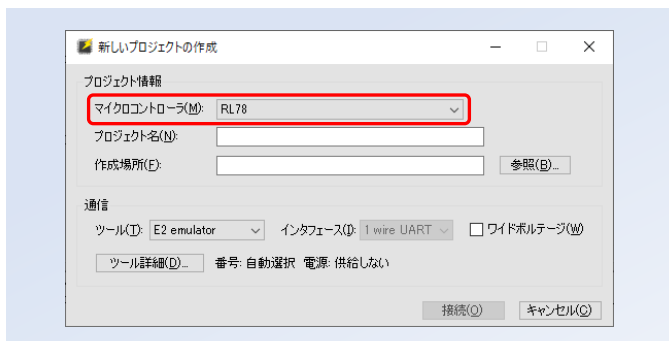 新しいプロジェクトの作成
プロジェクト情報
マイクロコントローラ(M): RL78
プロジェクト名(N):
作成場所(F): 参照(B)...
通信
ツール(T): E2 emulator インタフェース(I): 1 wire UART ワイドボルテージ(W)
ツール詳細(D)... 番号: 自動選択 電源: 供給しない
接続(O) キャンセル(C)